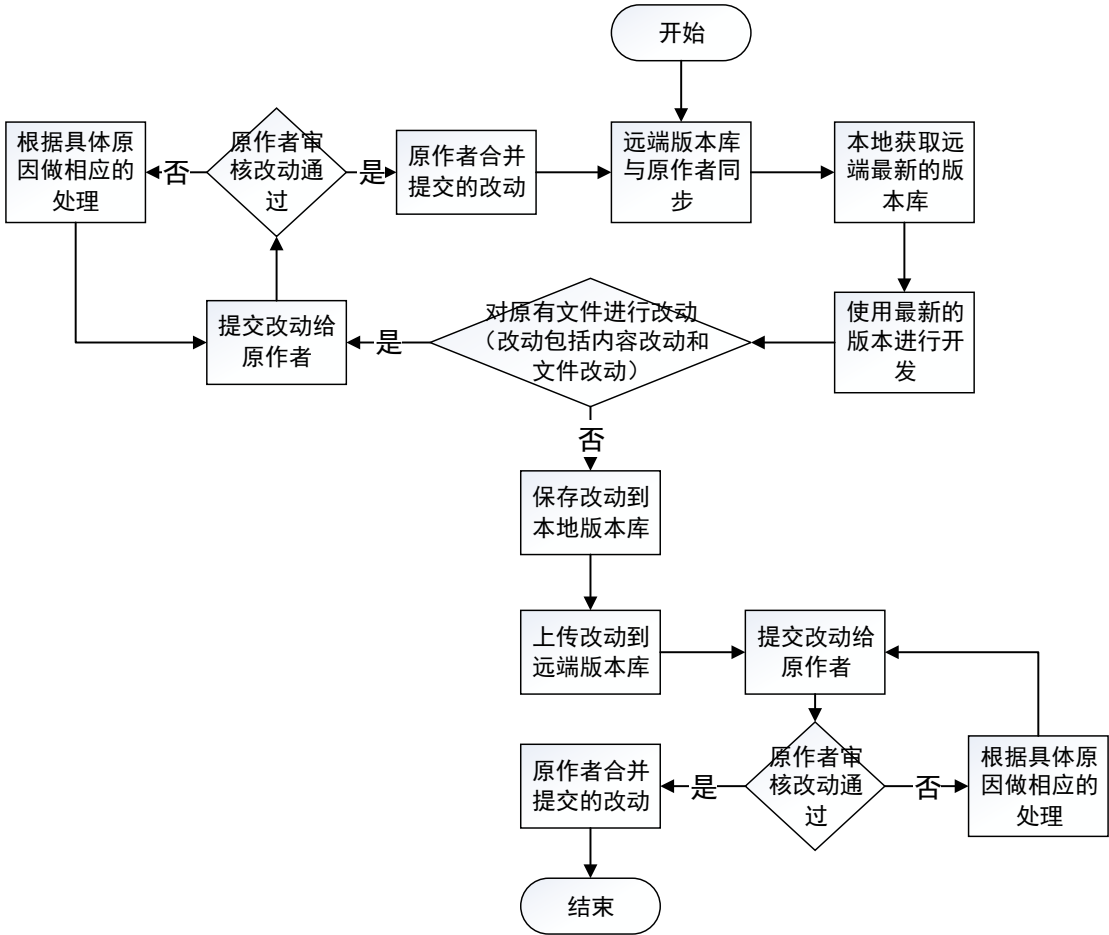 开始
根据具体原
因做相应的
处理
否
原作者审
核改动通
过
是
原作者合并
提交的改动
远端版本库
与原作者同
步
本地获取远
端最新的版
本库
提交改动给
原作者
是
对原有文件进行改动
（改动包括内容改动和
文件改动）
使用最新的
版本进行开
发
否
保存改动到
本地版本库
上传改动到
远端版本库
提交改动给
原作者
原作者合并
提交的改动
是
原作者审
核改动通
过
否
根据具体原
因做相应的
处理
结束